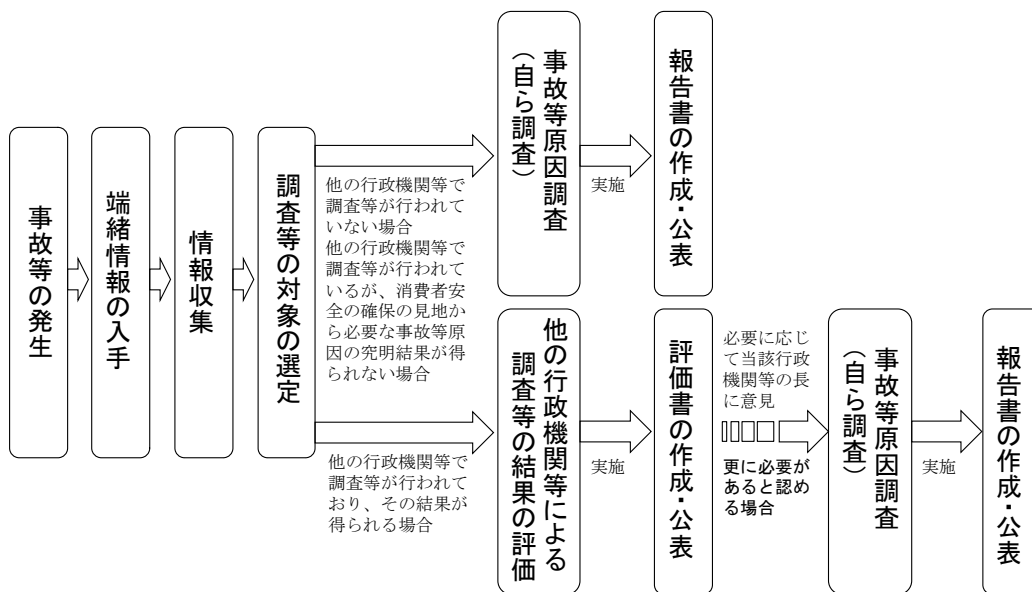 事故等の発生
端緒情報の入手
情報収集
調査等の対象の選定
他の行政機関等で
調査等が行われて
いない場合
他の行政機関等で
調査等が行われて
いるが、消費者安
全の確保の見地か
ら必要な事故等原
因の究明結果が得
られない場合
事故等原因調査
（自ら調査）
実施
報告書の作成・公表
他の行政機関等で
調査等が行われて
おり、その結果が
得られる場合
他の行政機関等による
調査等の結果の評価
実施
評価書の作成・公表
必要に応じ
て当該行政
機関等の長
に意見
更に必要が
あると認め
る場合
事故等原因調査
（自ら調査）
実施
報告書の作成・公表